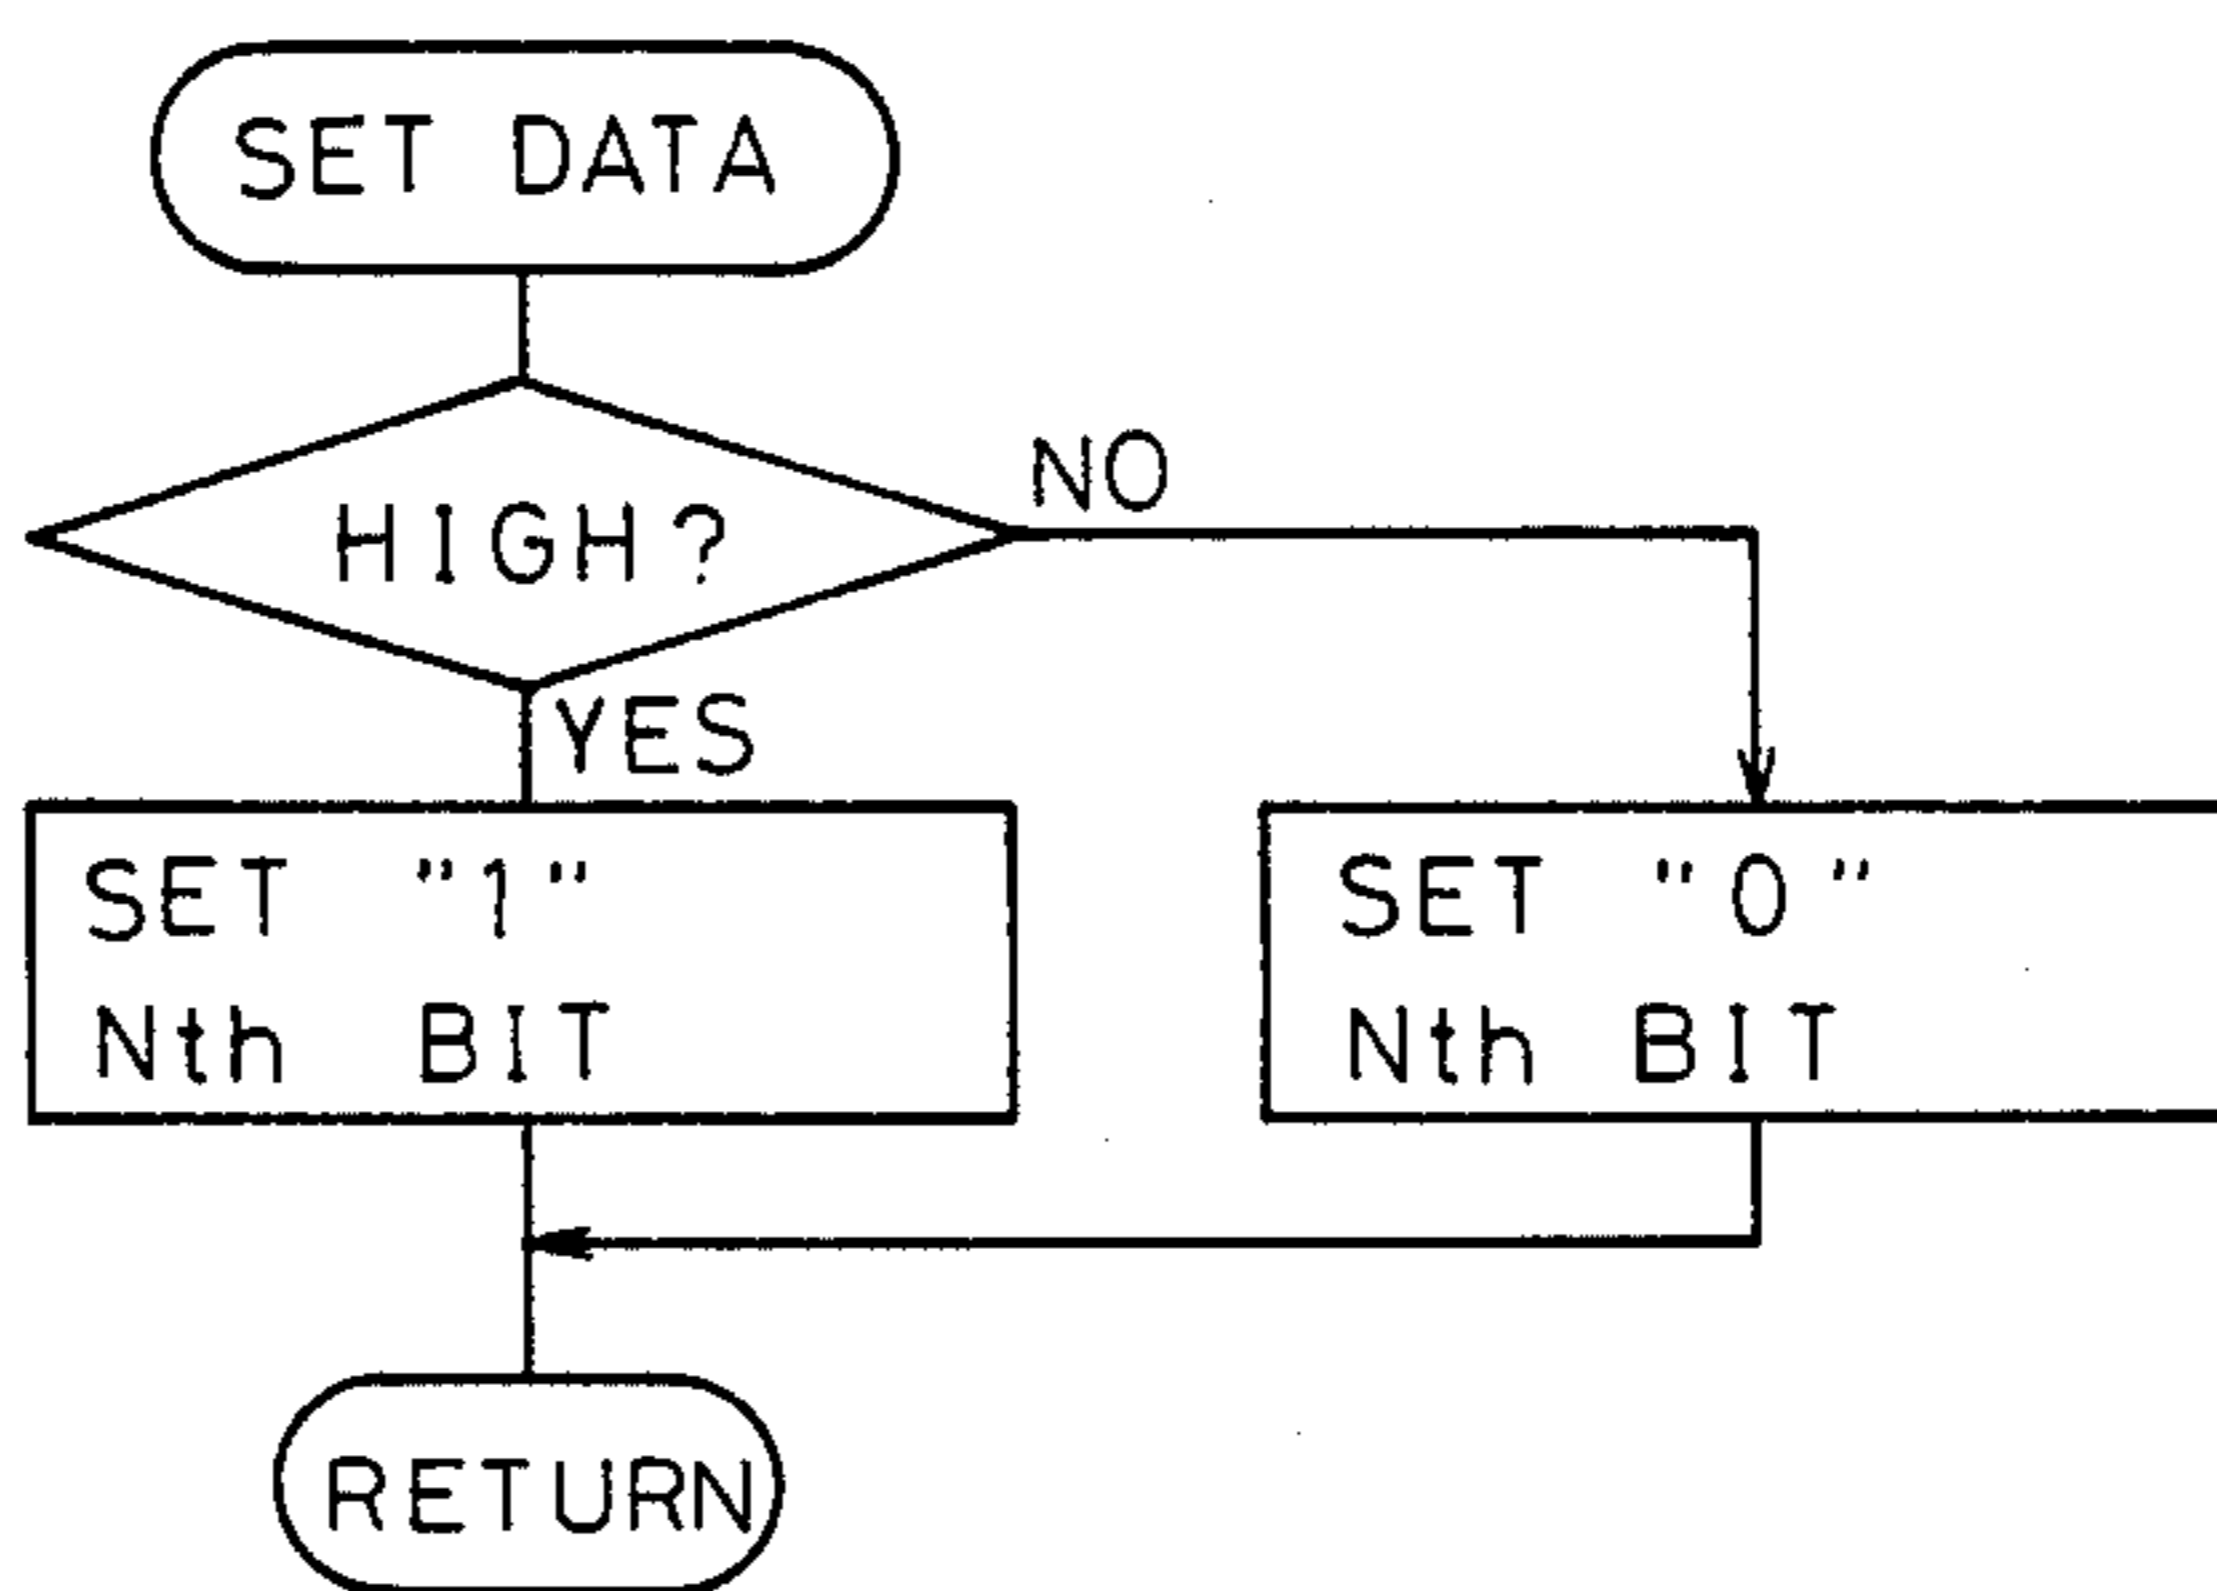 SET DATA
HIGH?
NO
YES
SET "1"
Nth BIT
SET "0"
Nth BIT
RETURN